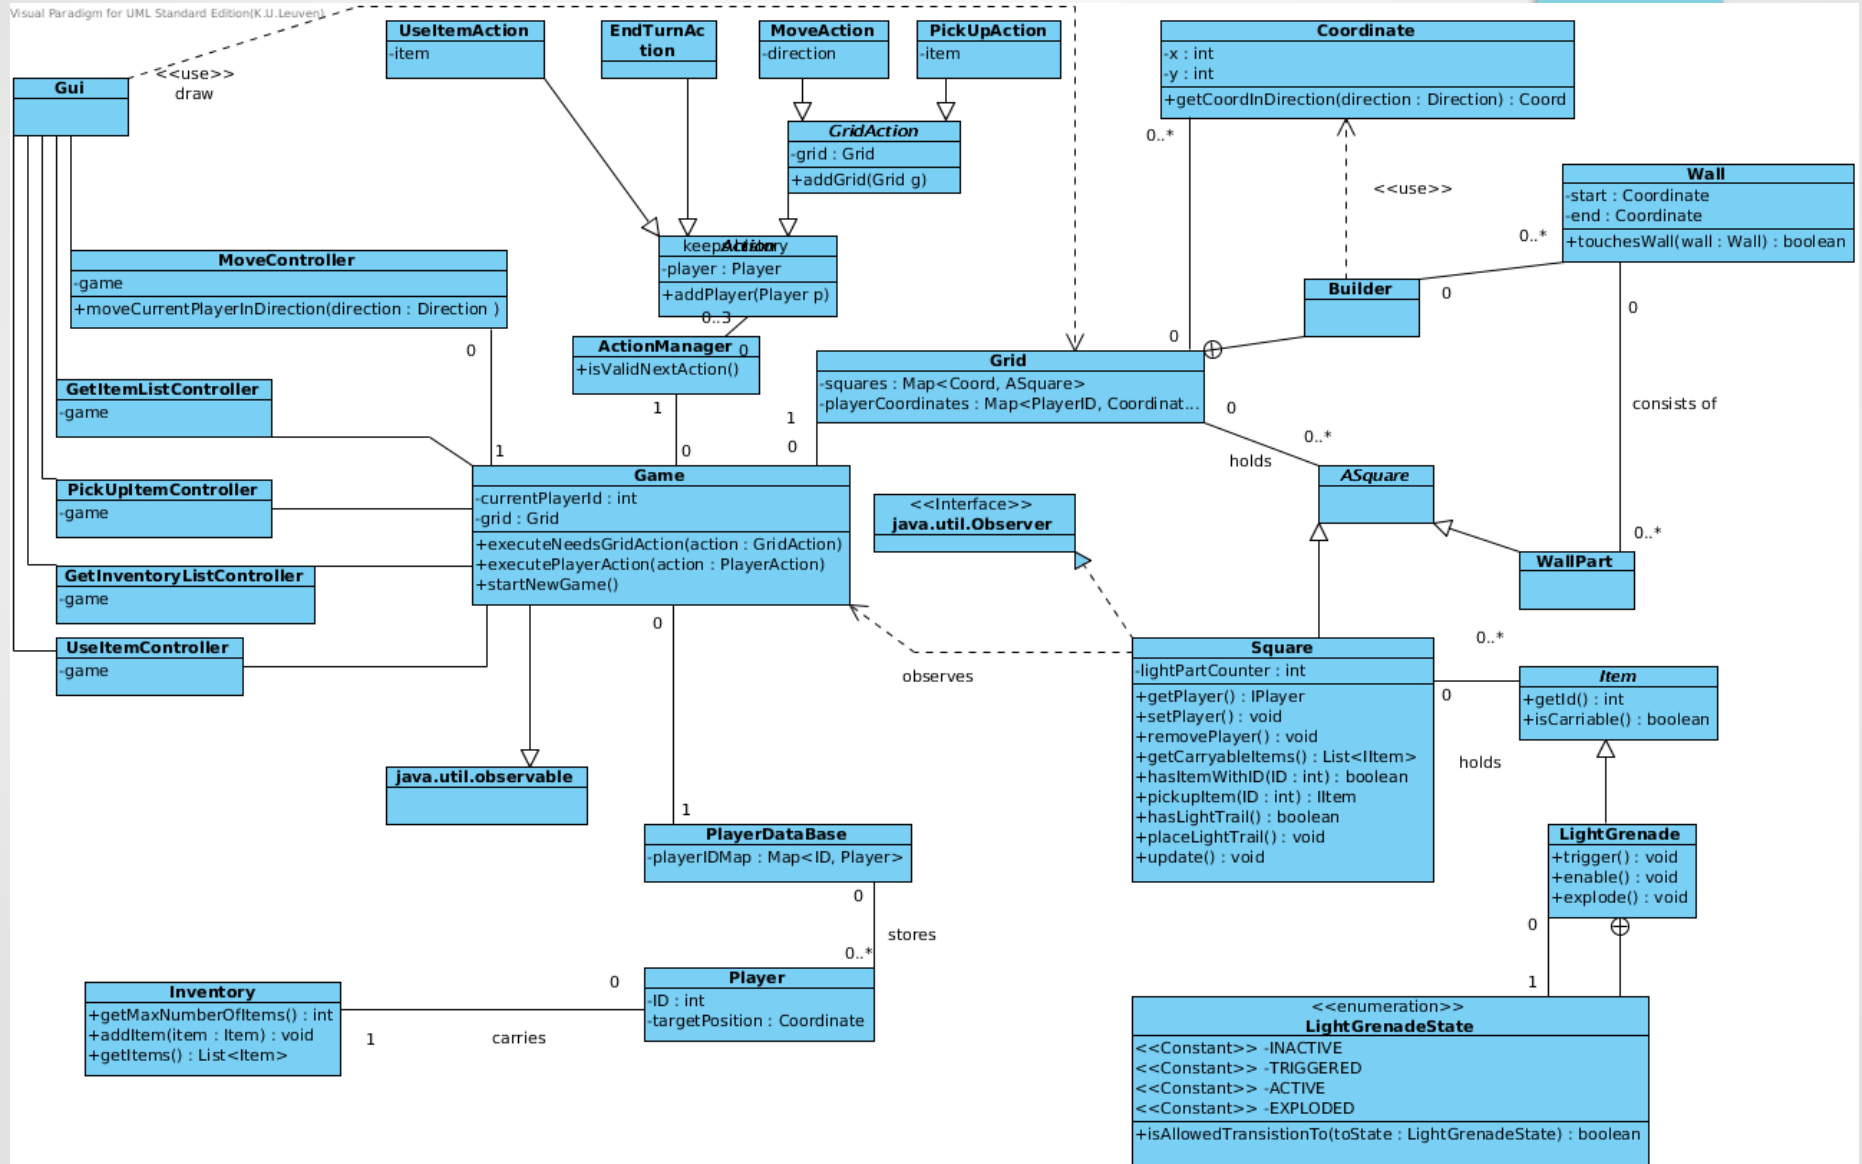 Visual Paradigm for UML Standard Edition(K.U.Leuven)
<<use>>
draw
Gui
UseItemAction
-item
EndTurnAc
tion
MoveAction
-direction
PickUpAction
-item
GridAction
-grid : Grid
+addGrid(Grid g)
Coordinate
-x : int
-y : int
+getCoordInDirection(direction : Direction) : Coord
0..*
<<use>>
Wall
-start : Coordinate
-end : Coordinate
+touchesWall(wall : Wall) : boolean
0..*
Builder
0
0
consists of
0..*
Action
-player : Player
+addPlayer(Player p)
0..3
MoveController
-game
+moveCurrentPlayerInDirection(direction : Direction )
0
1
ActionManager
0
+isValidNextAction()
1
0
Grid
-squares : Map<Coord, ASquare>
-playerCoordinates : Map<PlayerID, Coordinat...
0
1
0
0
0..*
holds
ASquare
WallPart
GetItemListController
-game
PickUpItemController
-game
GetInventoryListController
-game
UseItemController
-game
Game
-currentPlayerId : int
-grid : Grid
+executeNeedsGridAction(action : GridAction)
+executePlayerAction(action : PlayerAction)
+startNewGame()
0
1
<<Interface>>
java.util.Observer
observes
java.util.observable
Square
-lightPartCounter : int
+getPlayer() : IPlayer
+setPlayer() : void
+removePlayer() : void
+getCarryableItems() : List<IItem>
+hasItemWithID(ID : int) : boolean
+pickupItem(ID : int) : IItem
+hasLightTrail() : boolean
+placeLightTrail() : void
+update() : void
0..*
0
holds
Item
+getId() : int
+isCarriable() : boolean
LightGrenade
+trigger() : void
+enable() : void
+explode() : void
0
1
PlayerDataBase
-playerIDMap : Map<ID, Player>
0
stores
0..*
Player
-ID : int
-targetPosition : Coordinate
0
carries
1
Inventory
+getMaxNumberOfItems() : int
+addItem(item : Item) : void
+getItems() : List<Item>
<<enumeration>>
LightGrenadeState
<<Constant>> -INACTIVE
<<Constant>> -TRIGGERED
<<Constant>> -ACTIVE
<<Constant>> -EXPLODED
+isAllowedTransistionTo(toState : LightGrenadeState) : boolean